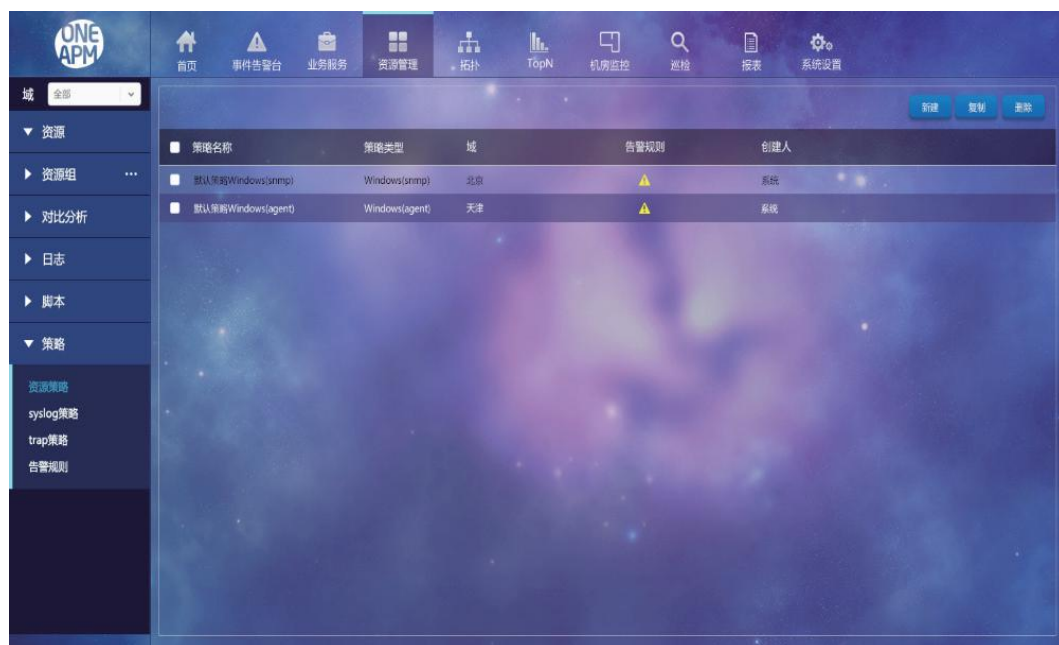 ONE
APM
首页 事件告警台 业务服务 资源管理 拓扑 TopN 机房监控 巡检 报表 系统设置
域 全部
新建 复制 删除
资源
资源组 ...
对比分析
日志
脚本
策略
资源策略
syslog策略
trap策略
告警规则
策略名称 策略类型 域 告警规则 创建人
默认策略Windows(snmp) Windows(snmp) 北京 系统
默认策略Windows(agent) Windows(agent) 天津 系统